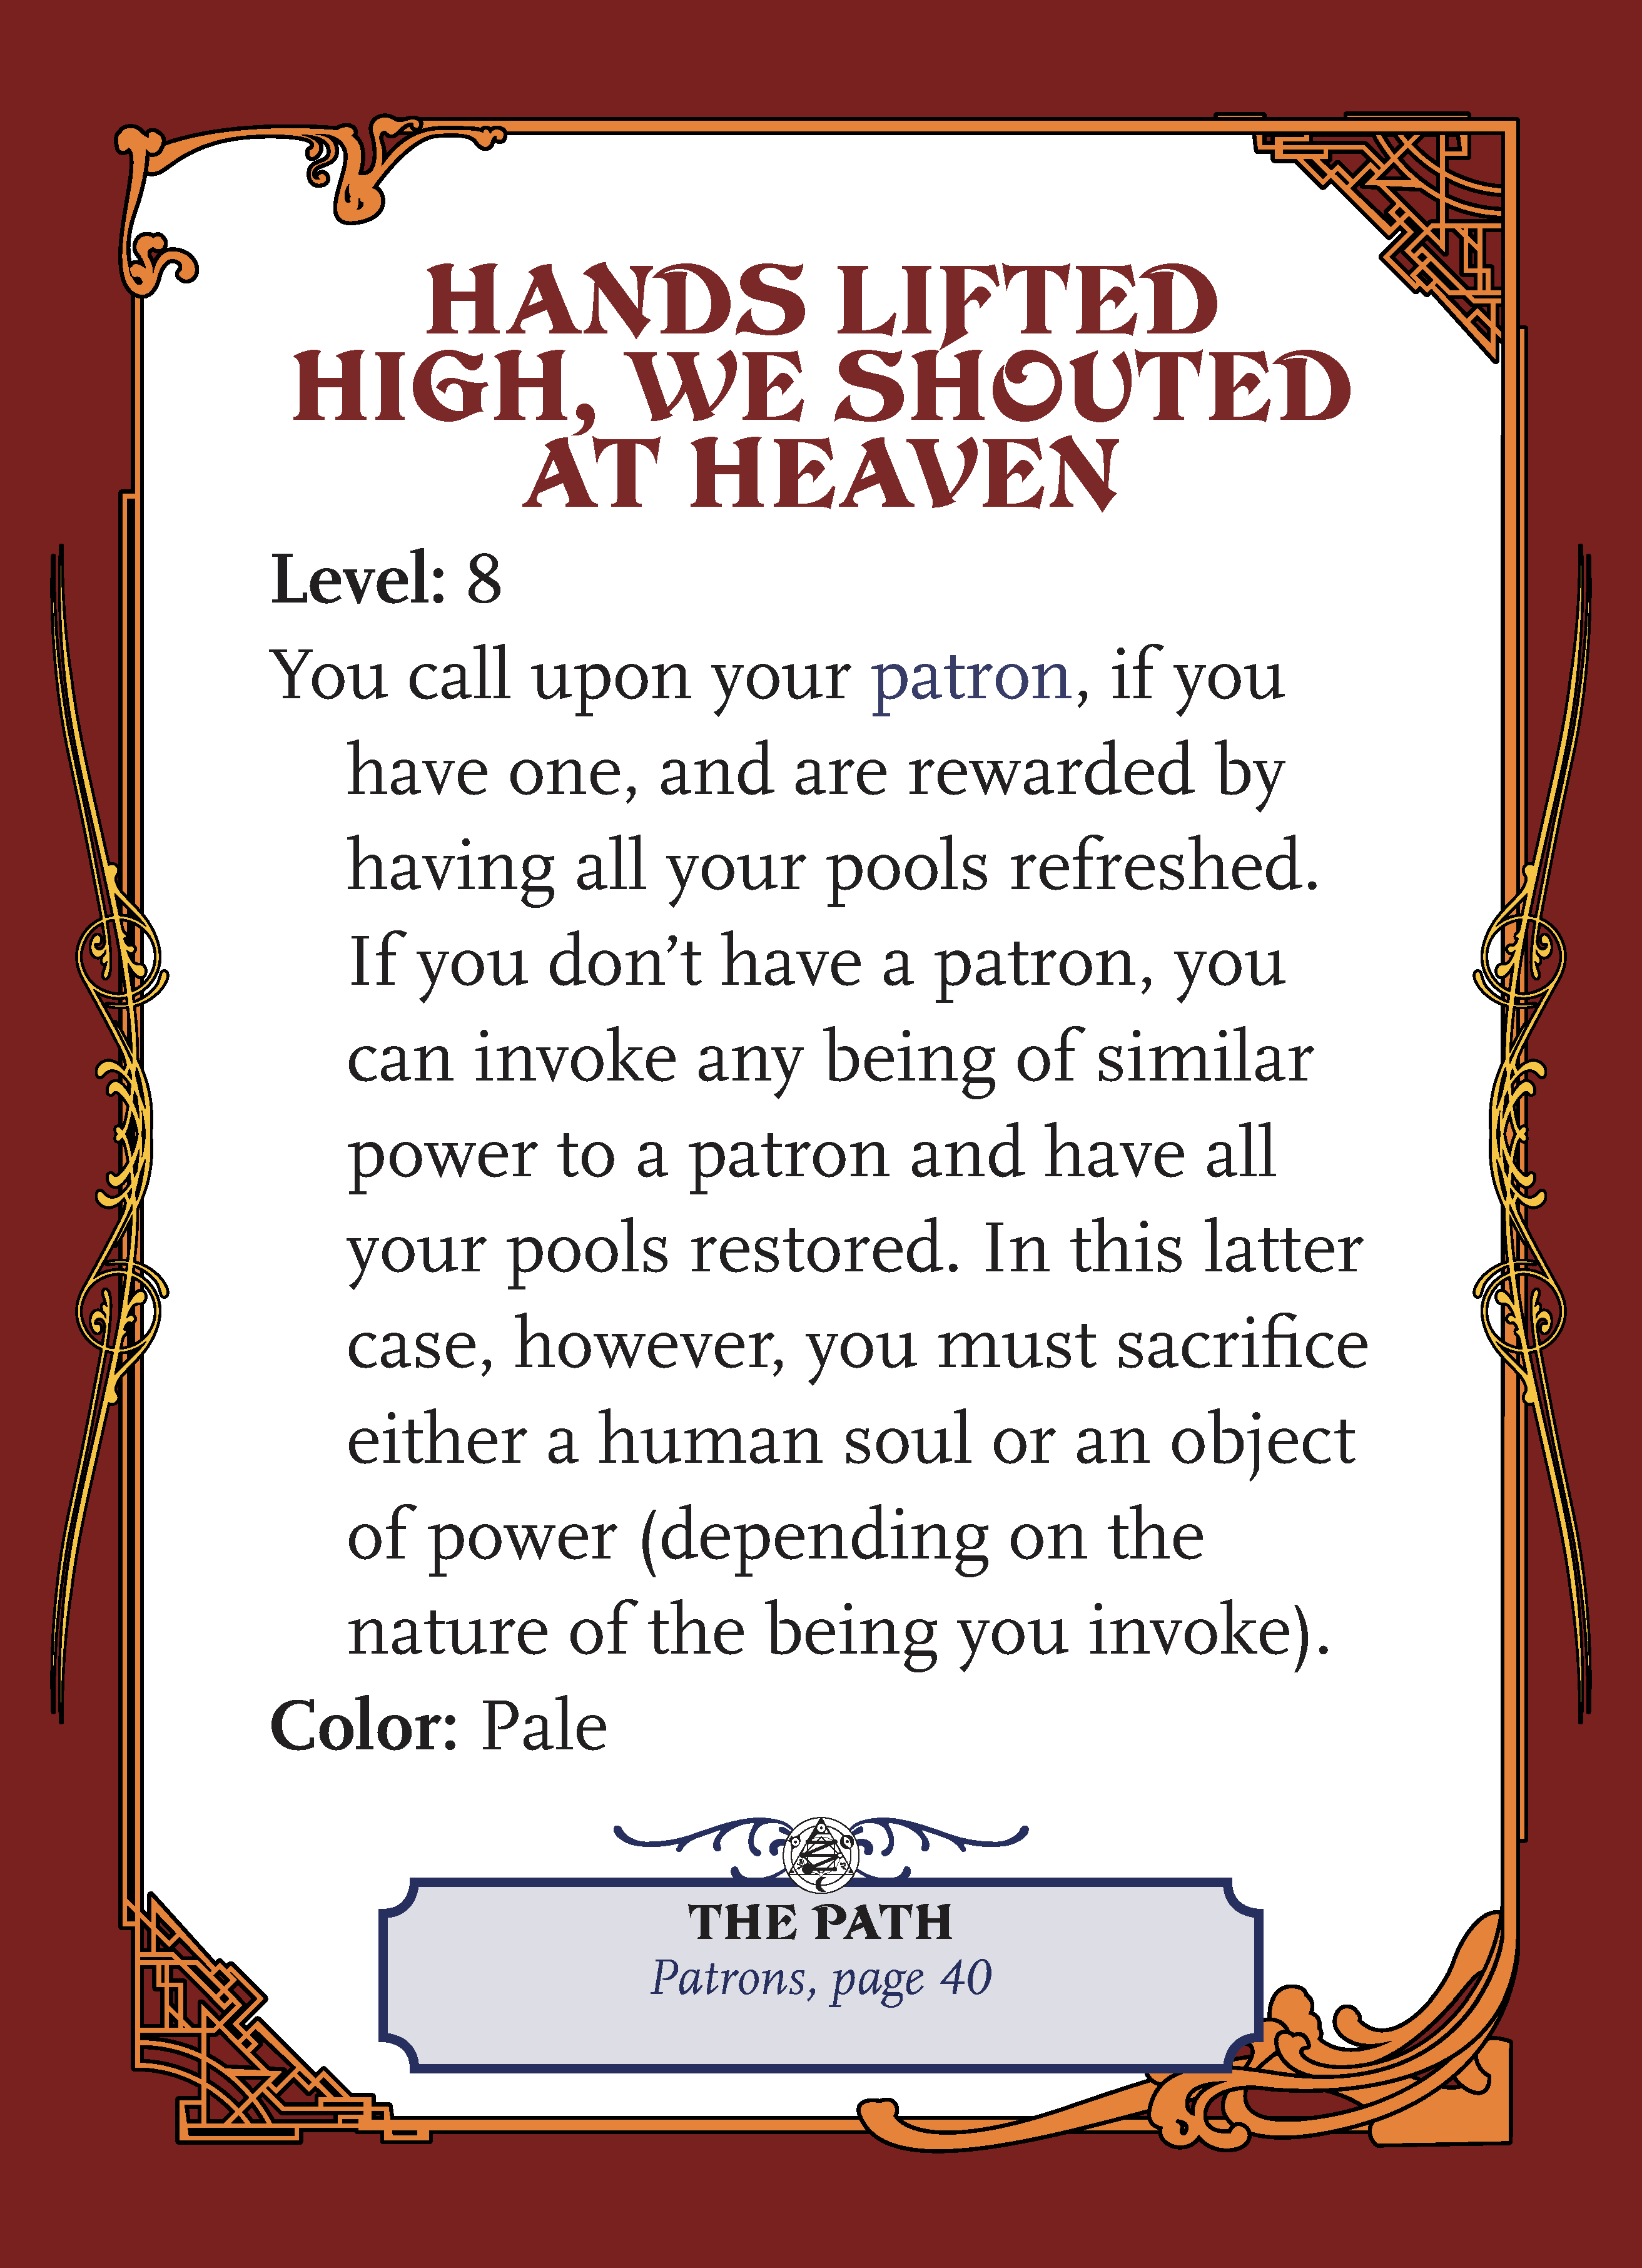 HANDS LIFTED
HIGH, WE SHOUTED
AT HEAVEN
Level: 8
You call upon your patron, if you
have one, and are rewarded by
having all your pools refreshed.
If you don’t have a patron, you
can invoke any being of similar
power to a patron and have all
your pools restored. In this latter
case, however, you must sacrifice
either a human soul or an object
of power (depending on the
nature of the being you invoke).
Color: Pale
THE PATH
Patrons, page 40